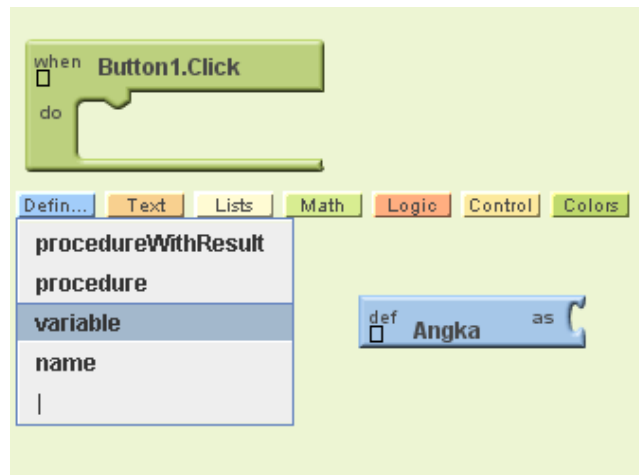 when Button1.Click
do
Defin... Text Lists Math Logic Control Colors
procedureWithResult
procedure
variable
name
def Angka as